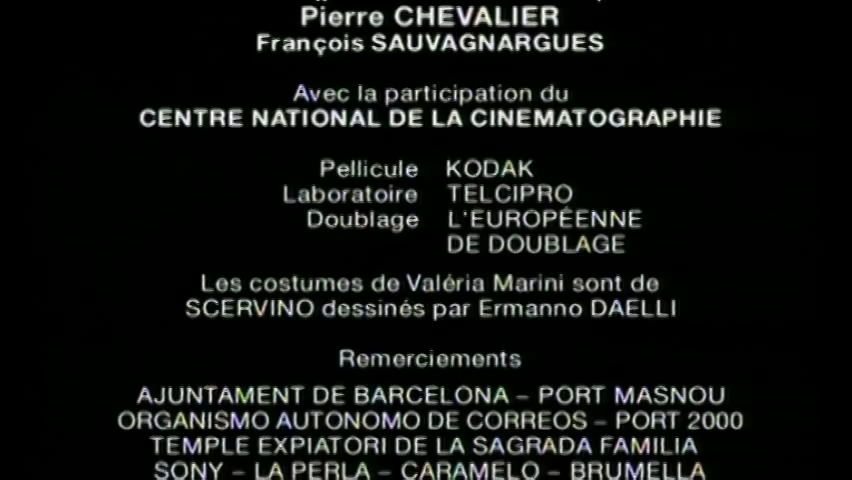 Pierre CHEVALIER
François SAUVAGNARGUES
Avec la participation du
CENTRE NATIONAL DE LA CINEMATOGRAPHIE
Pellicule KODAK
Laboratoire TELCIPRO
Doublage L'EUROPÉENNE
DE DOUBLAGE
Les costumes de Valéria Marini sont de
SCERVINO dessinés par Ermanno DAELLI
Remerciements
AJUNTAMENT DE BARCELONA – PORT MASNOU
ORGANISMO AUTONOMO DE CORREOS – PORT 2000
TEMPLE EXPIATORI DE LA SAGRADA FAMILIA
SONY – LA PERLA – CARAMELO – BRUMELLA